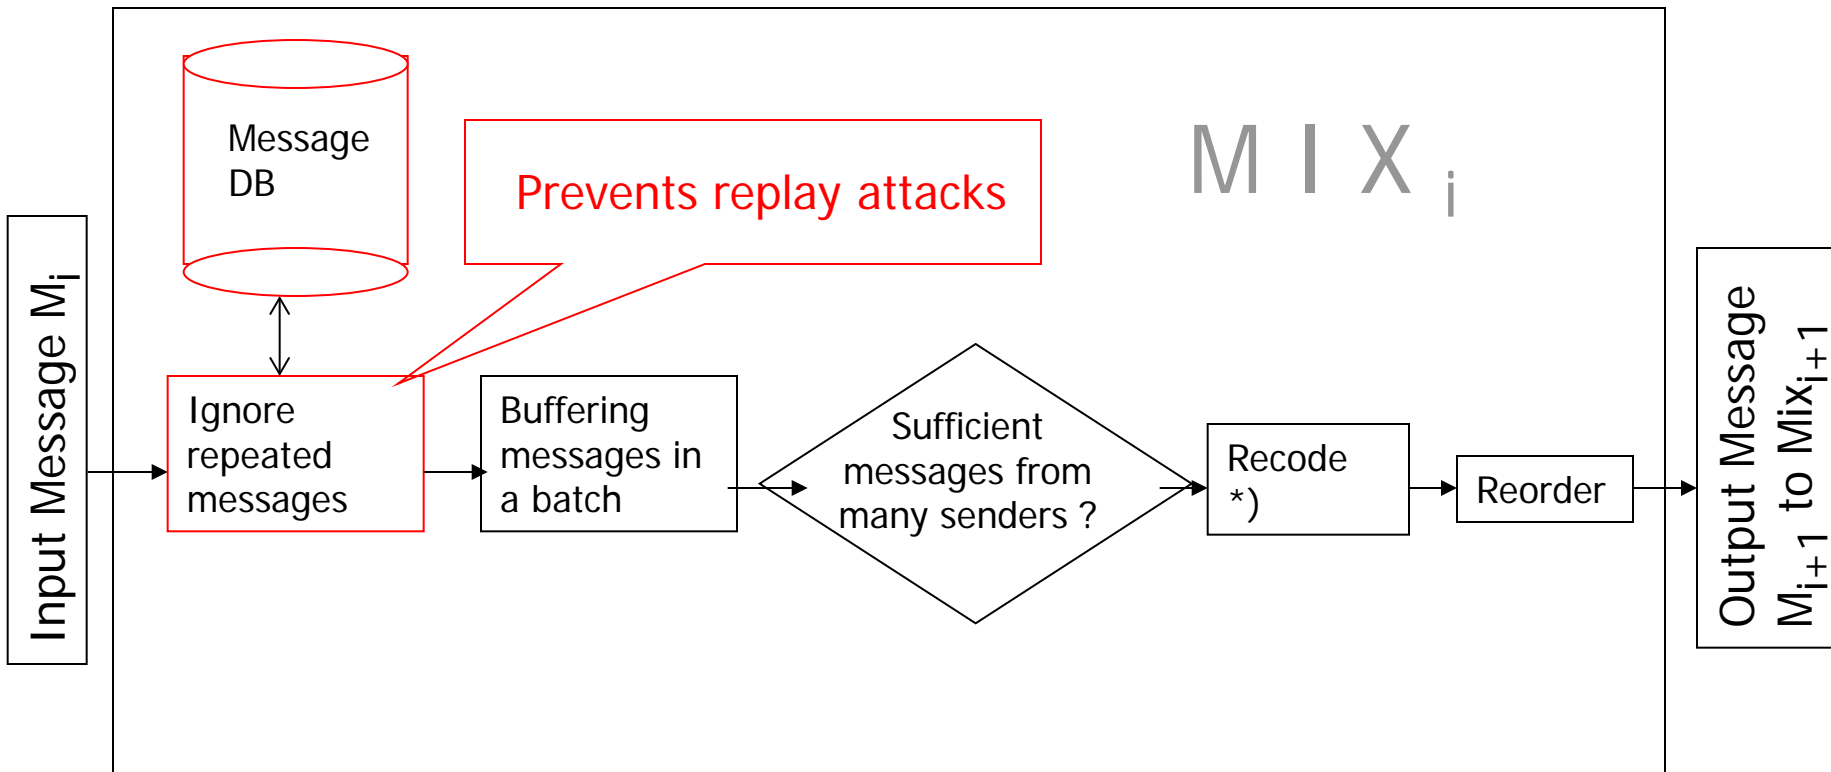 Message
DB
Prevents replay attacks
M I X i
Input Message Mi
Ignore
repeated
messages
Buffering
messages in
a batch
Sufficient
messages from
many senders ?
Recode
*)
Reorder
Output Message
Mi+1 to Mixi+1